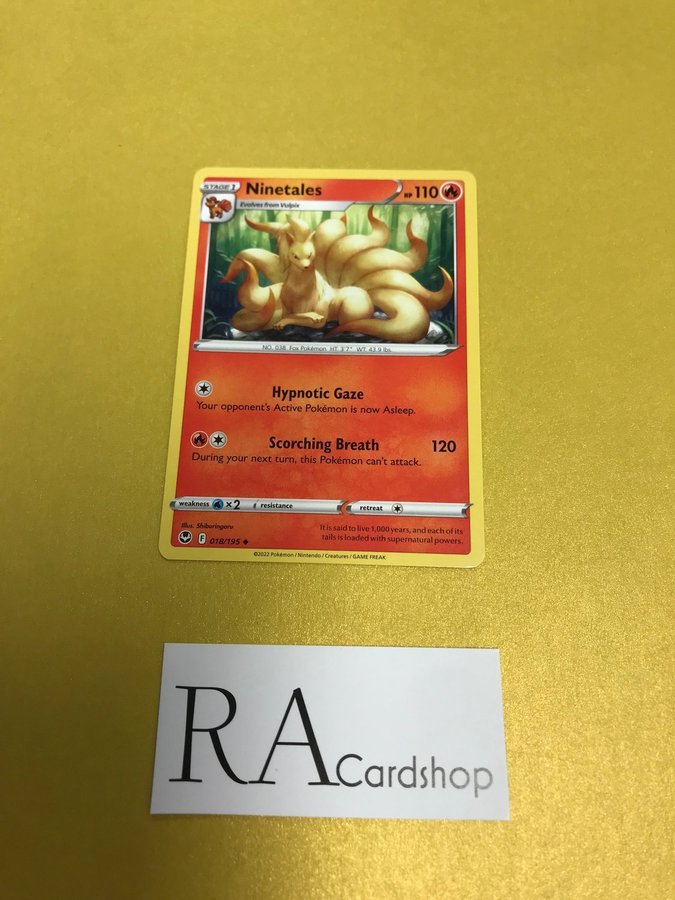 STAGE 1 Ninetales HP 110
Evolves from Vulpix
NO. 038 Fox Pokémon HT: 3'7" WT: 43.9 lbs.
Hypnotic Gaze
Your opponent's Active Pokémon is now Asleep.
Scorching Breath 120
During your next turn, this Pokémon can't attack.
weakness ×2 resistance retreat
Illus. Shiburingaru
It is said to live 1,000 years, and each of its
tails is loaded with supernatural powers.
F 018/195
©2022 Pokémon / Nintendo / Creatures / GAME FREAK
RA Cardshop